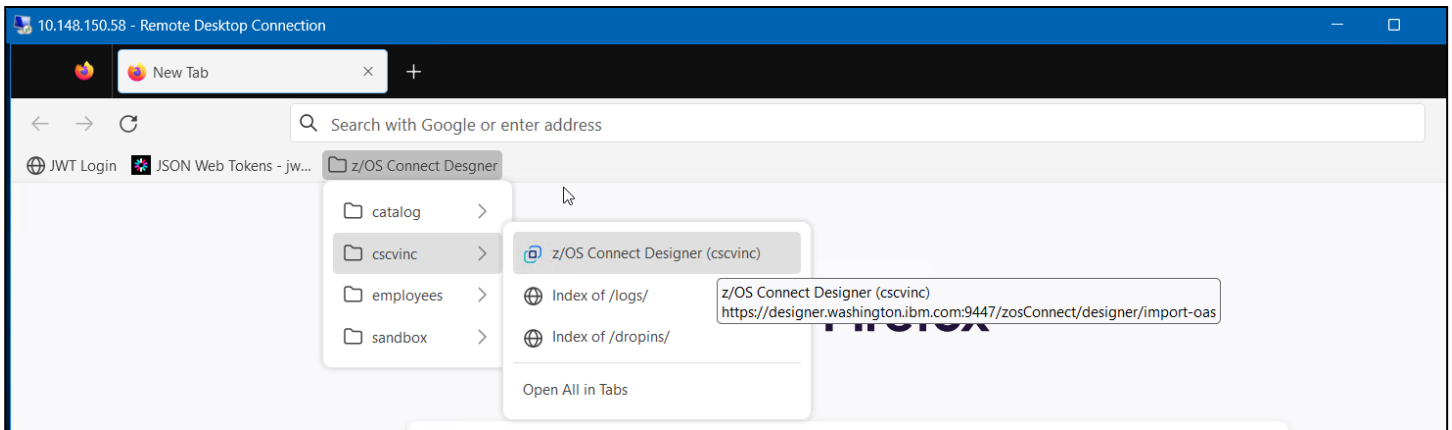 10.148.150.58 - Remote Desktop Connection
New Tab
Search with Google or enter address
JWT Login JSON Web Tokens - jw... z/OS Connect Desgner
catalog
cscvinc
employees
sandbox
z/OS Connect Designer (cscvinc)
Index of /logs/
Index of /dropins/
Open All in Tabs
z/OS Connect Designer (cscvinc)
https://designer.washington.ibm.com:9447/zosConnect/designer/import-oas